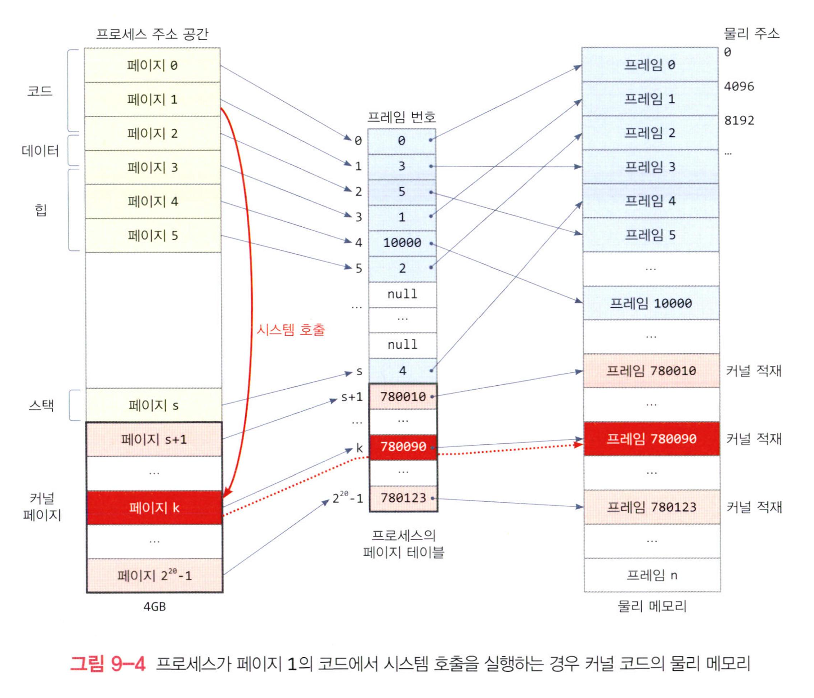 프로세스 주소 공간
코드
데이터
힙
스택
커널
페이지
페이지 0
페이지 1
페이지 2
페이지 3
페이지 4
페이지 5
페이지 s
페이지 s+1
...
페이지 k
...
페이지 2²⁰-1
4GB
시스템 호출
프레임 번호
0 0
1 3
2 5
3 1
4 10000
5 2
null
... ...
null
s 4
s+1 780010
... ...
k 780090
...
2²⁰-1 780123
프로세스의
페이지 테이블
물리 주소
프레임 0 0
프레임 1 4096
프레임 2 8192
프레임 3 ...
프레임 4
프레임 5
...
프레임 10000
...
프레임 780010 커널 적재
...
프레임 780090 커널 적재
...
프레임 780123 커널 적재
...
프레임 n
물리 메모리
그림 9-4 프로세스가 페이지 1의 코드에서 시스템 호출을 실행하는 경우 커널 코드의 물리 메모리